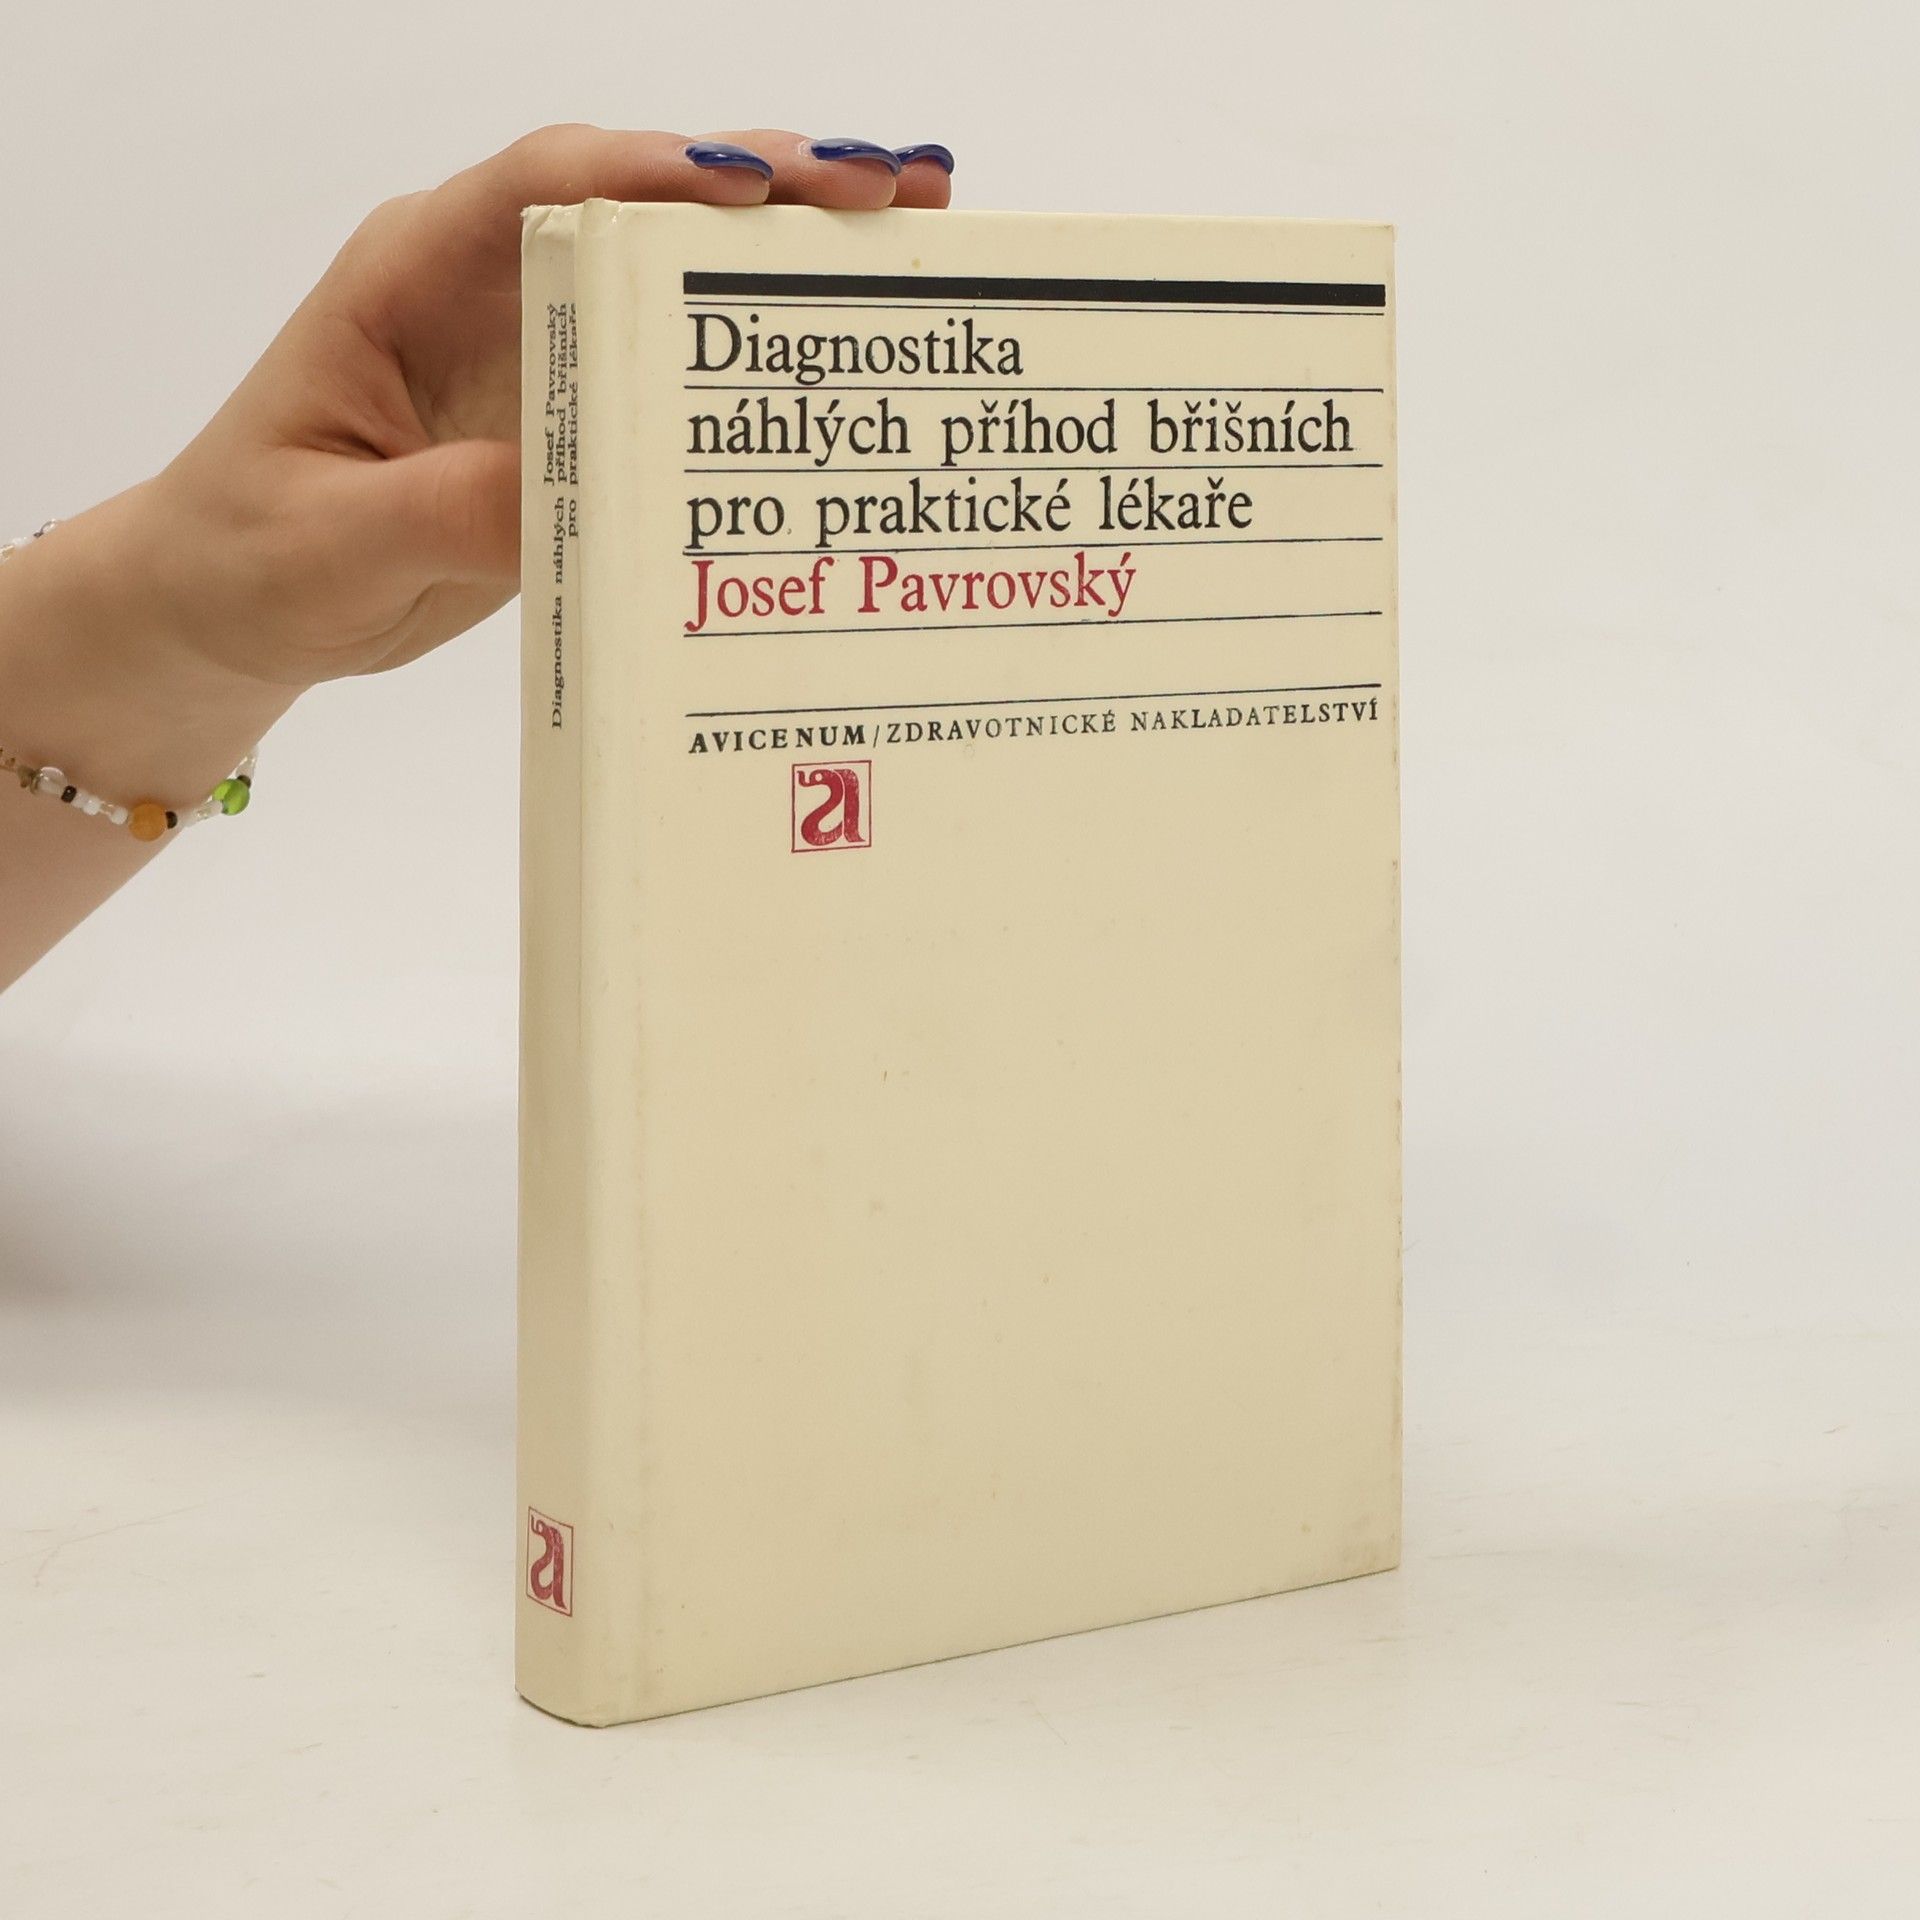 Diagnostika
náhlých příhod břišních
pro praktické lékaře
Josef Pavrovský
AVICENUM/ZDRAVOTNICKÉ NAKLADATELSTVÍ
a
Josef Pavrovský
Diagnostika náhlých příhod břišních
pro praktické lékaře
a